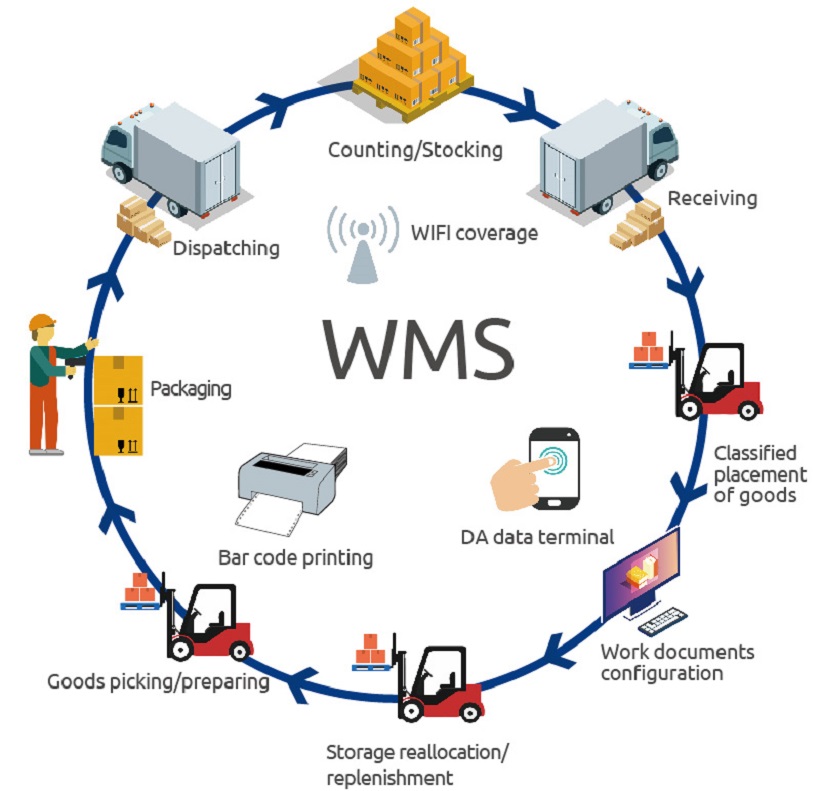 Counting/Stocking
Receiving
WIFI coverage
Dispatching
WMS
Packaging
Classified
placement
of goods
DA data terminal
Bar code printing
Work documents
configuration
Goods picking/preparing
Storage reallocation/
replenishment